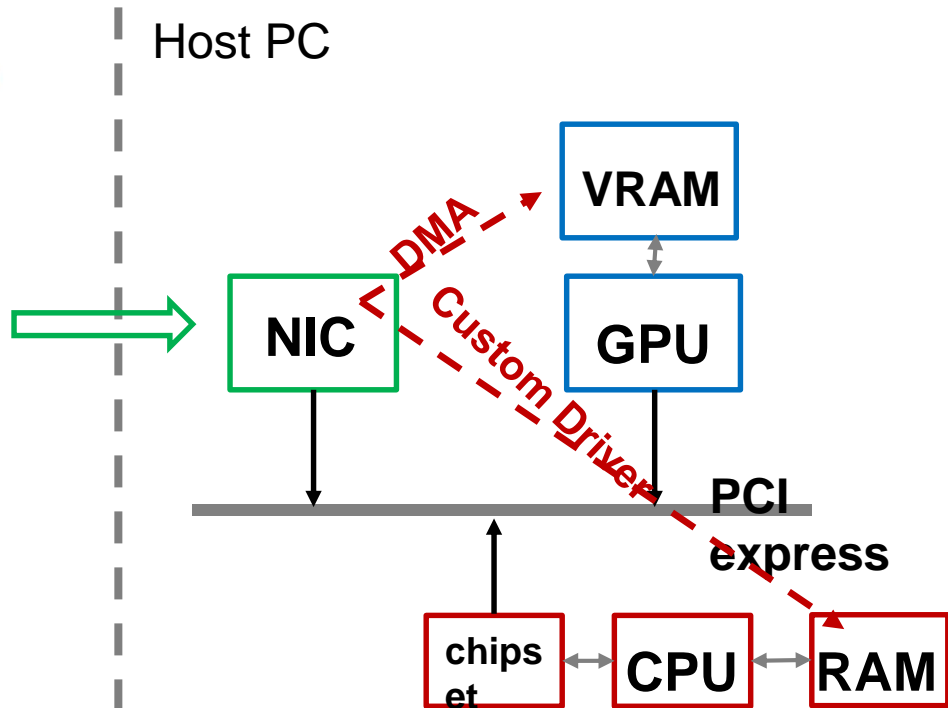 Host PC
VRAM
DMA
NIC
Custom Driver
GPU
PCI
express
chips
et
CPU
RAM